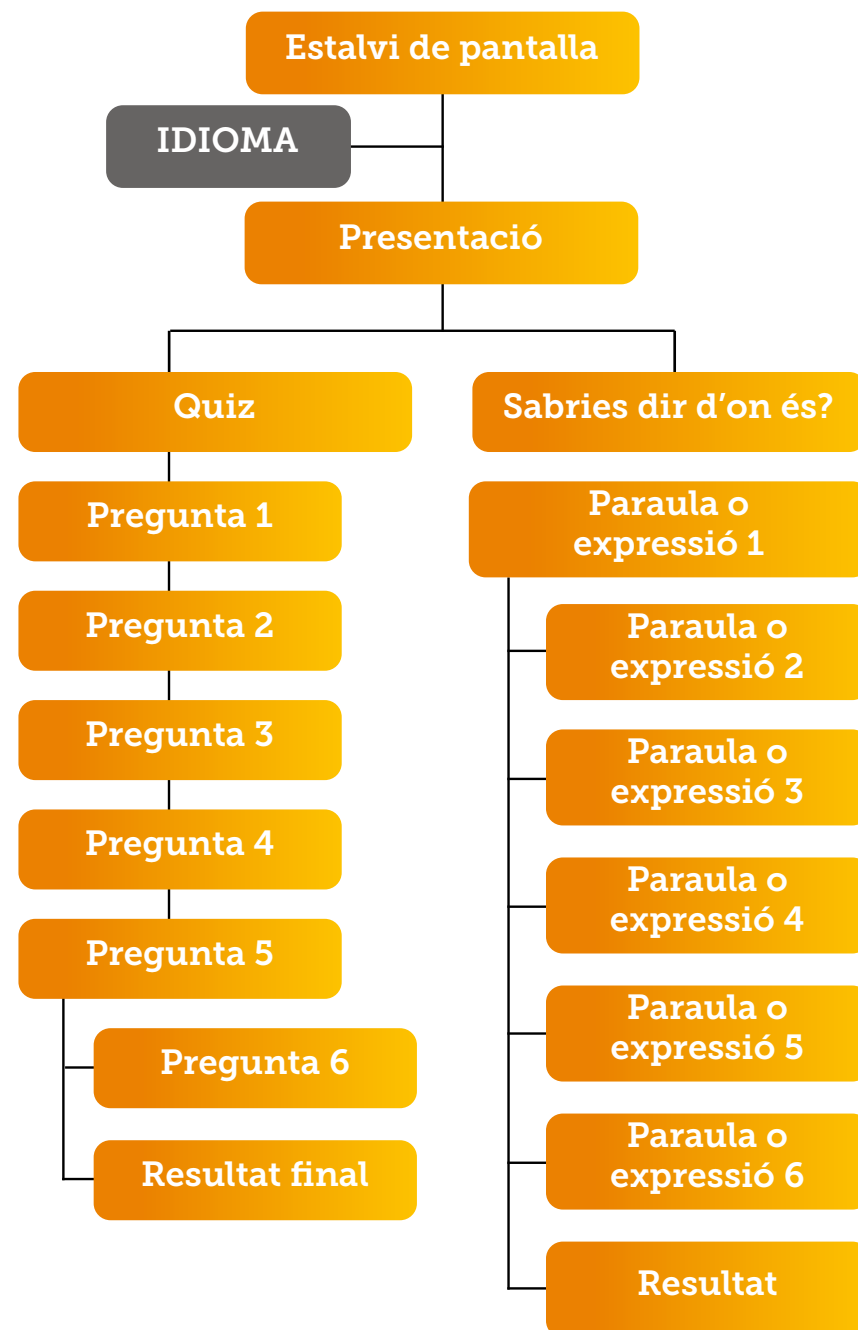 Estalvi de pantalla
IDIOMA
Presentació
Quiz
Pregunta 1
Pregunta 2
Pregunta 3
Pregunta 4
Pregunta 5
Pregunta 6
Resultat final
Sabries dir d’on és?
Paraula o
expressió 1
Paraula o
expressió 2
Paraula o
expressió 3
Paraula o
expressió 4
Paraula o
expressió 5
Paraula o
expressió 6
Resultat